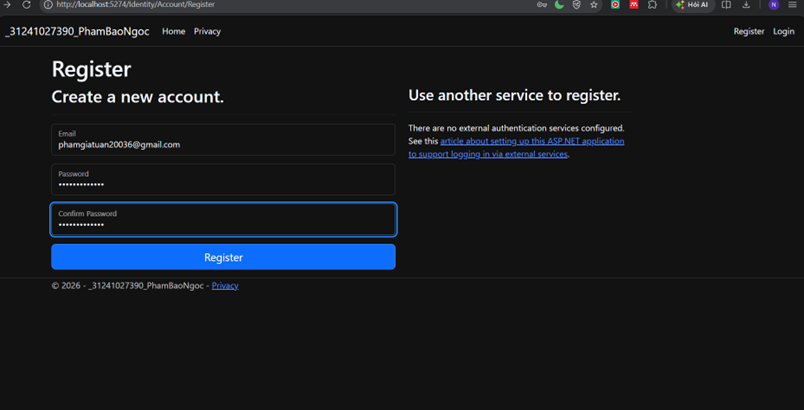 http://localhost:5274/Identity/Account/Register
Hỏi AI
N
_31241027390_PhamBaoNgoc Home Privacy Register Login
Register
Create a new account.
Email
phamgiatuan20036@gmail.com
Password
•••••••••••••
Confirm Password
•••••••••••••
Register
Use another service to register.
There are no external authentication services configured.
See this article about setting up this ASP.NET application
to support logging in via external services.
© 2026 - _31241027390_PhamBaoNgoc - Privacy